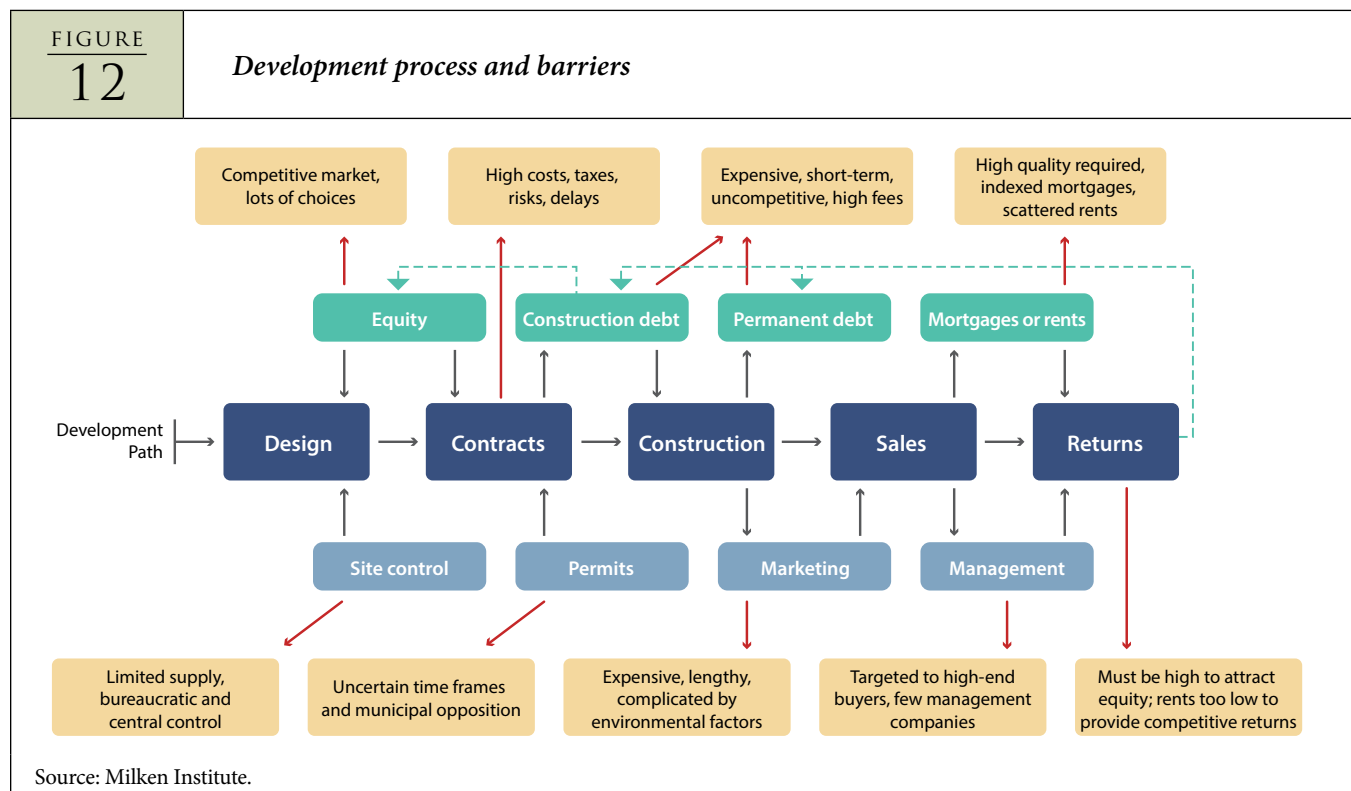 FIGURE
12
Development process and barriers
Competitive market,
lots of choices
High costs, taxes,
risks, delays
Expensive, short-term,
uncompetitive, high fees
High quality required,
indexed mortgages,
scattered rents
Equity
Construction debt
Permanent debt
Mortgages or rents
Development
Path
Design
Contracts
Construction
Sales
Returns
Site control
Permits
Marketing
Management
Limited supply,
bureaucratic and
central control
Uncertain time frames
and municipal opposition
Expensive, lengthy,
complicated by
environmental factors
Targeted to high-end
buyers, few management
companies
Must be high to attract
equity; rents too low to
provide competitive returns
Source: Milken Institute.